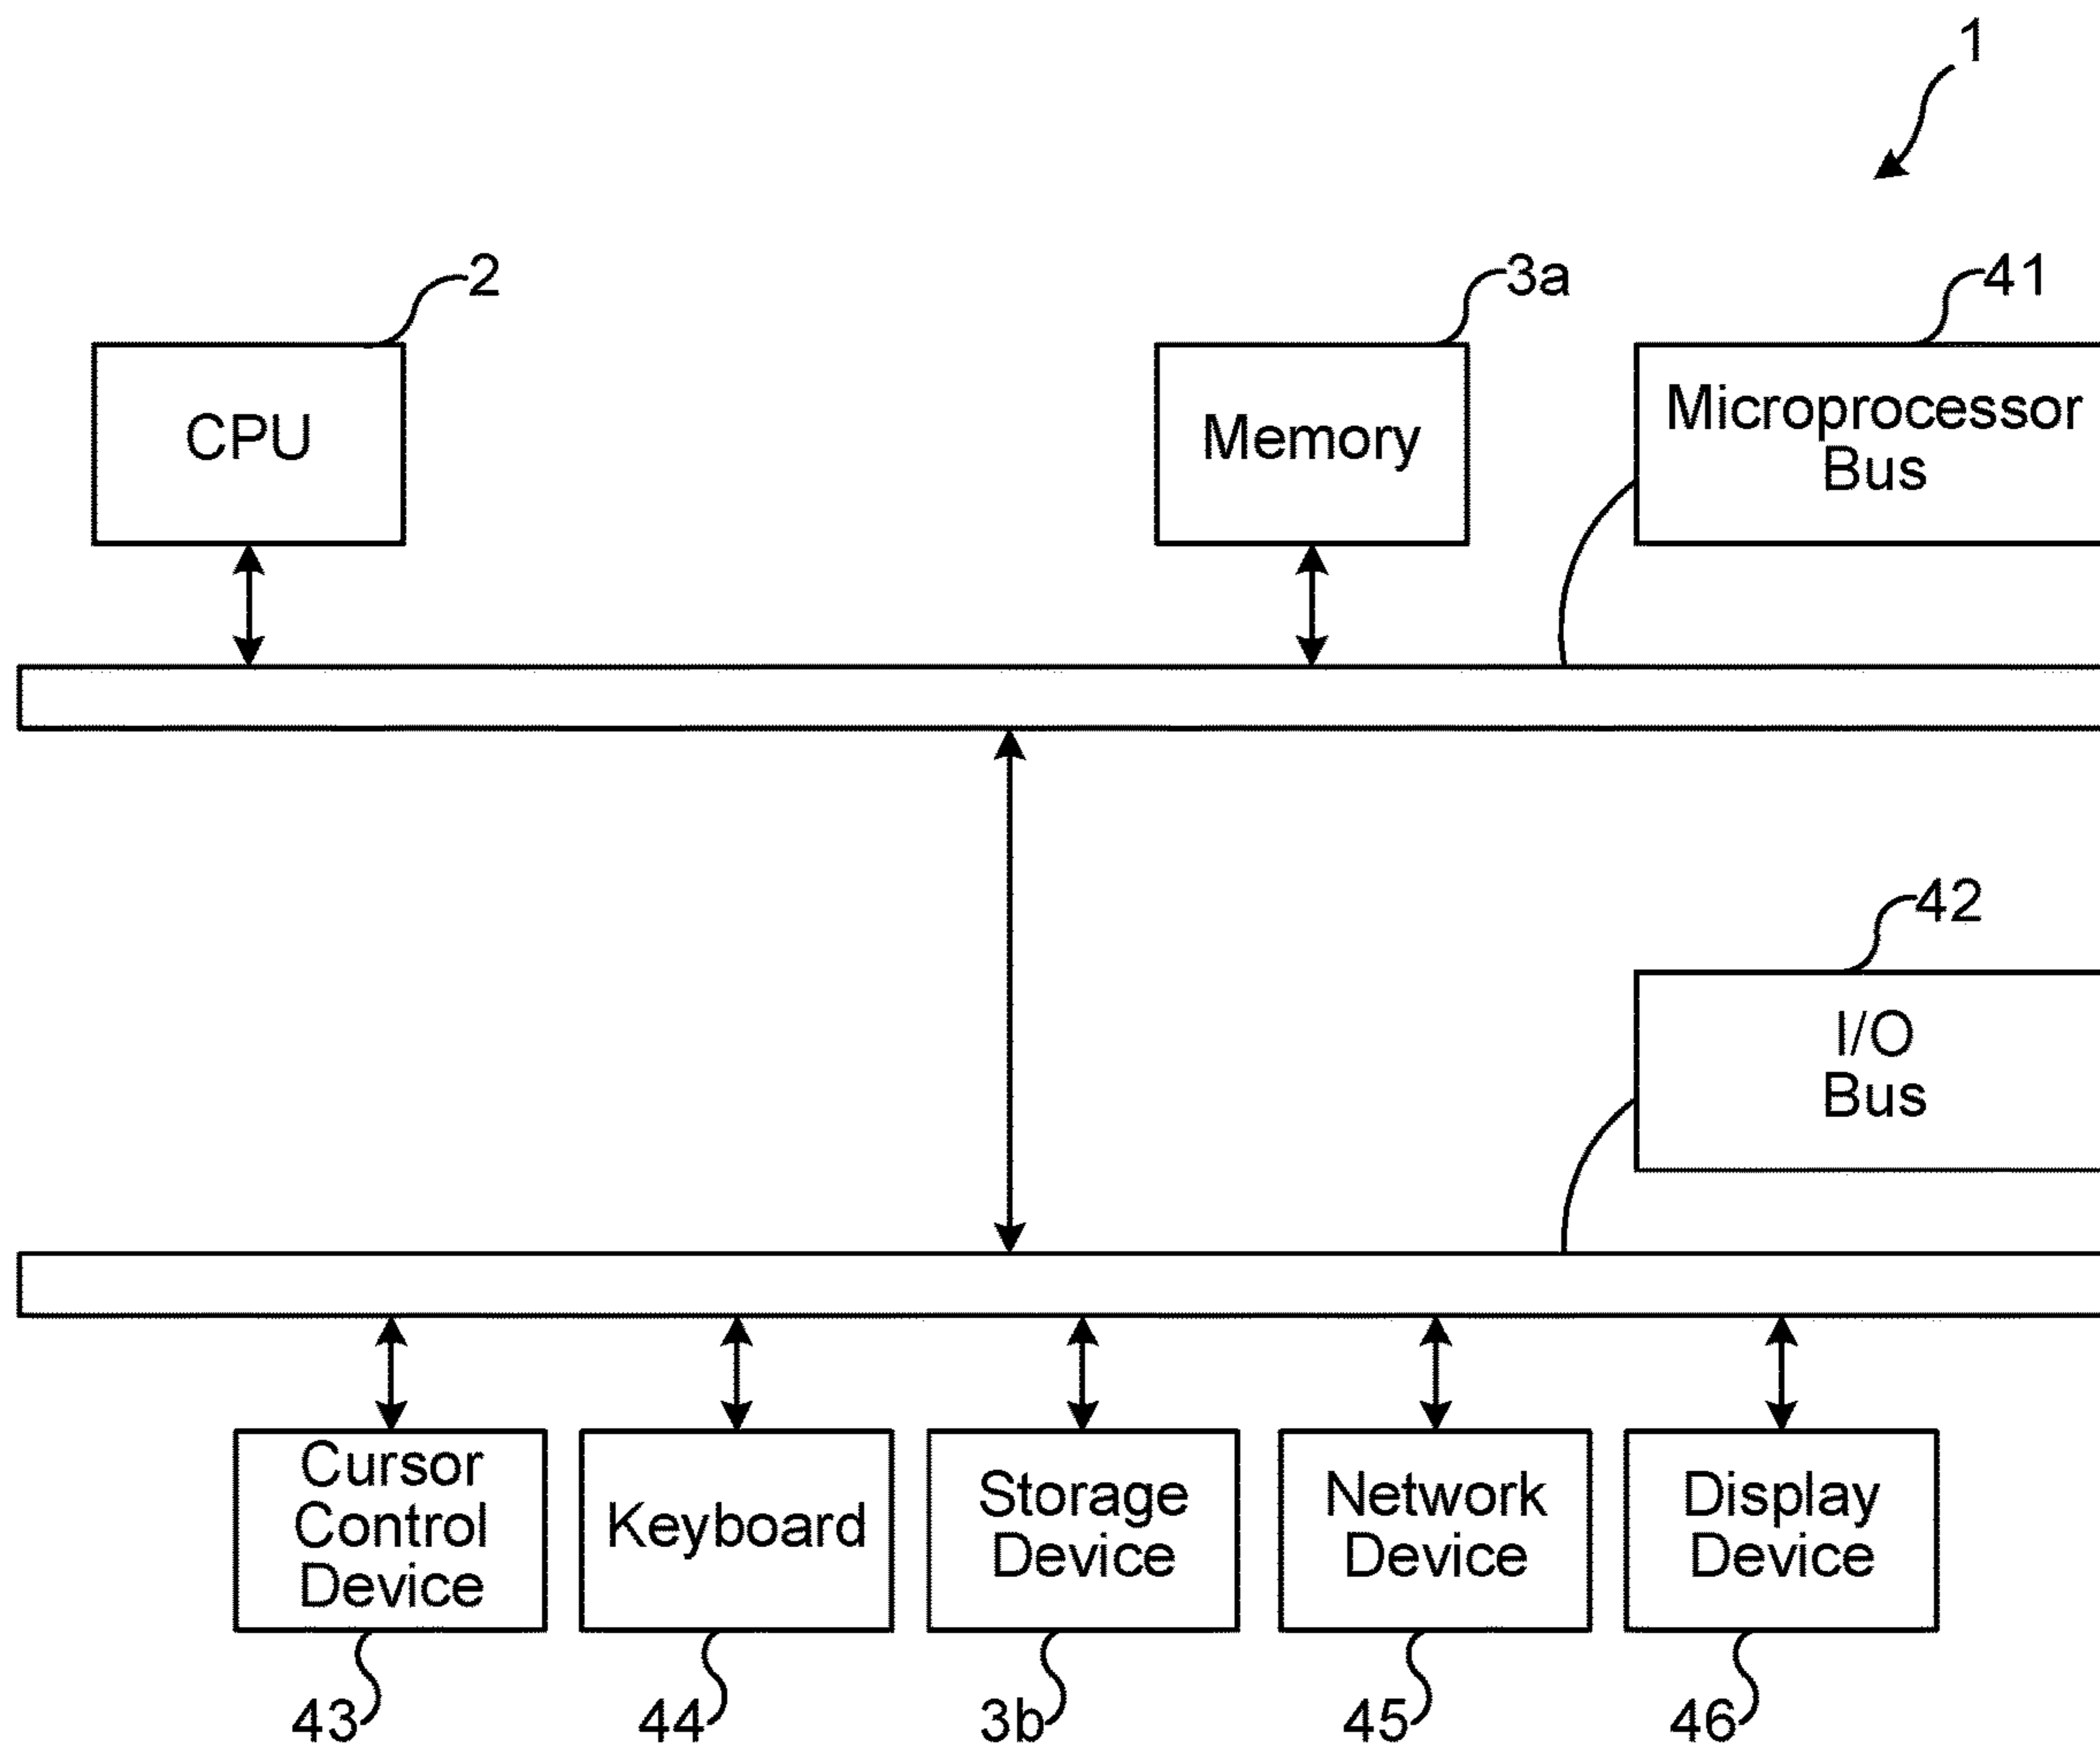 1
2
3a
41
CPU
Memory
Microprocessor
Bus
42
I/O
Bus
Cursor
Control
Device
Keyboard
Storage
Device
Network
Device
Display
Device
43
44
3b
45
46